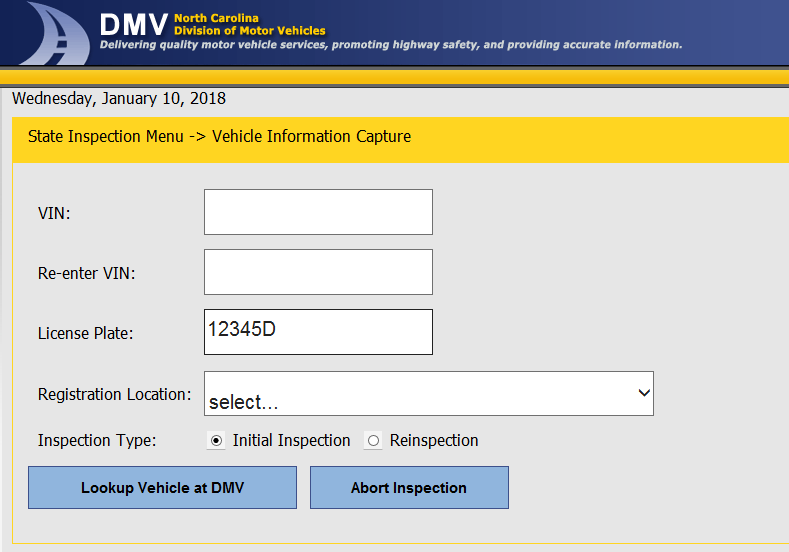 DMV North Carolina
Division of Motor Vehicles
Delivering quality motor vehicle services, promoting highway safety, and providing accurate information.
Wednesday, January 10, 2018
State Inspection Menu -> Vehicle Information Capture
VIN:
Re-enter VIN:
License Plate: 12345D
Registration Location: select...
Inspection Type: Initial Inspection Reinspection
Lookup Vehicle at DMV Abort Inspection